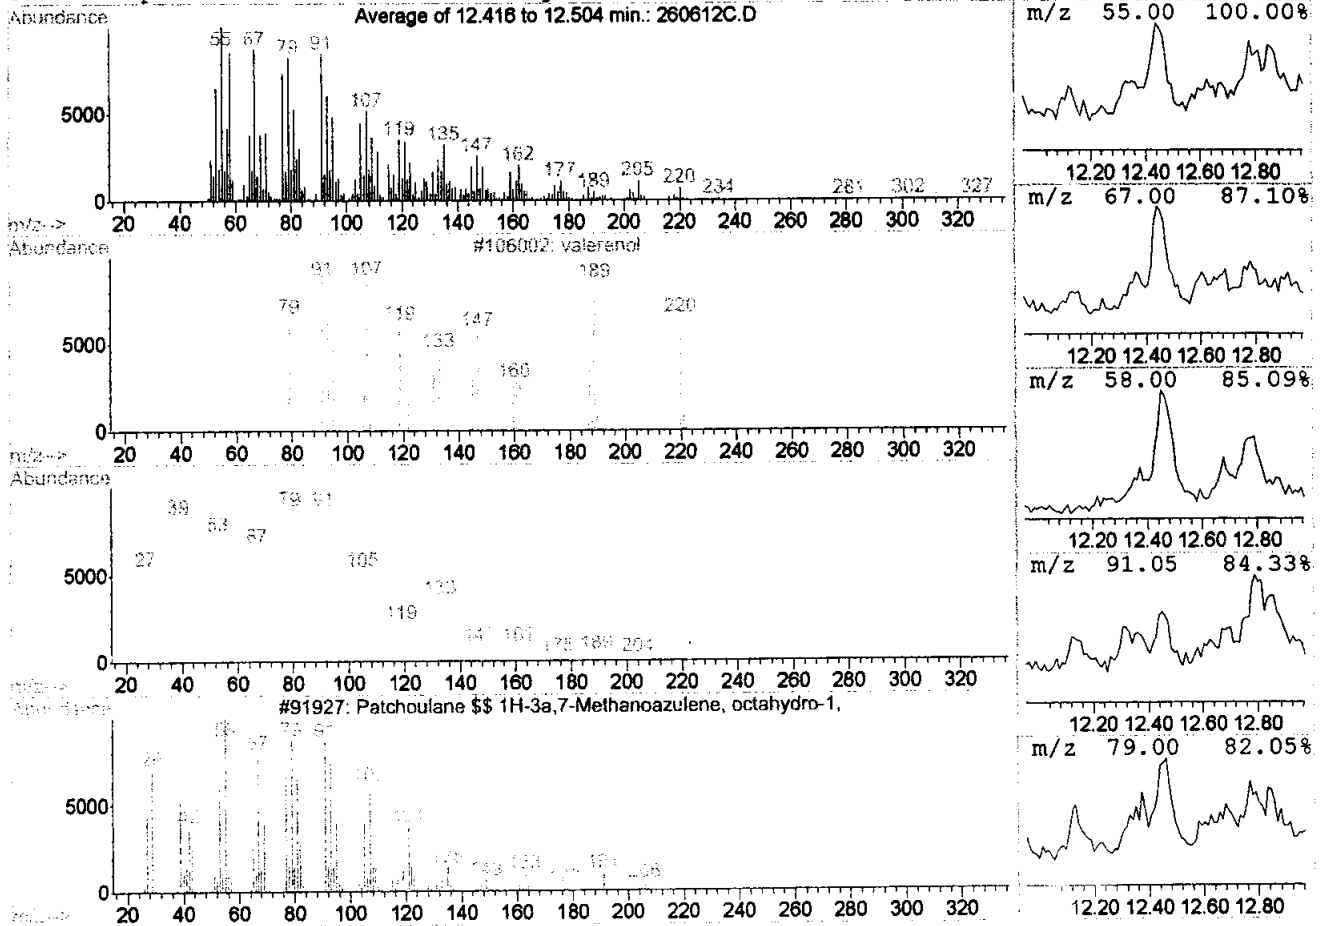 Abundance
Average of 12.416 to 12.504 min.: 260612C.D
55 67 79 91
107
119 135 147 162 177 189 205 220 234 281 302 327
5000
0
20 40 60 80 100 120 140 160 180 200 220 240 260 280 300 320
m/z-->
Abundance
#106002: valerenol
91 107 189
79 119 147 220
133
160
5000
0
20 40 60 80 100 120 140 160 180 200 220 240 260 280 300 320
m/z-->
Abundance
39 53 67 79 91
27 105
133
119
189 204
5000
0
20 40 60 80 100 120 140 160 180 200 220 240 260 280 300 320
m/z-->
Abundance
#91927: Patchoulane $$ 1H-3a,7-Methanoazulene, octahydro-1,
67
5000
0
20 40 60 80 100 120 140 160 180 200 220 240 260 280 300 320
m/z-->
m/z 55.00 100.00%
12.20 12.40 12.60 12.80
m/z 67.00 87.10%
12.20 12.40 12.60 12.80
m/z 58.00 85.09%
12.20 12.40 12.60 12.80
m/z 91.05 84.33%
12.20 12.40 12.60 12.80
m/z 79.00 82.05%
12.20 12.40 12.60 12.80